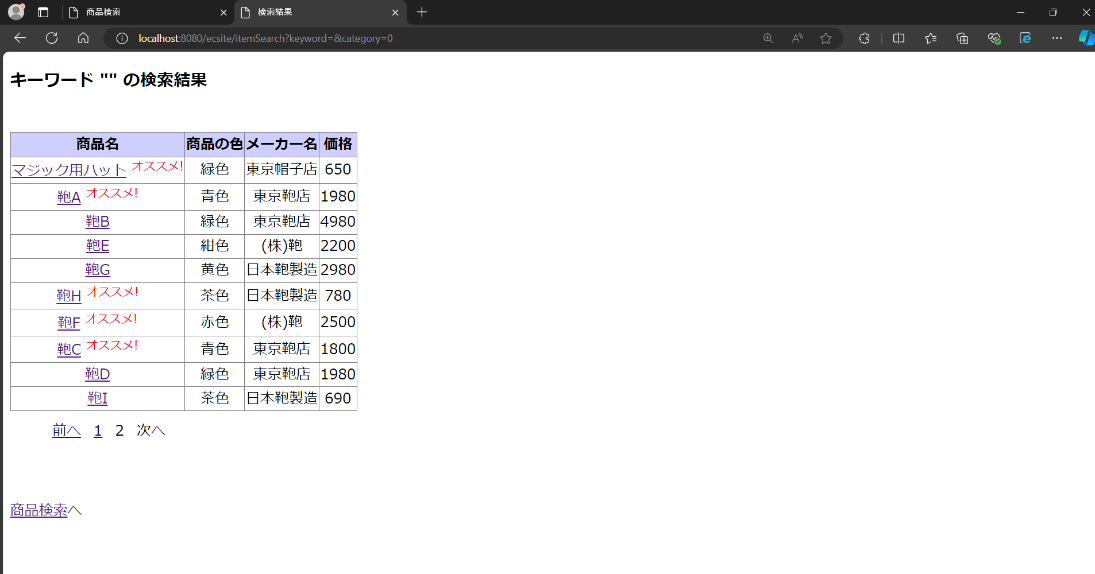 商品検索
検索結果
localhost:8080/ecsite/itemSearch?keyword=&category=0
キーワード "" の検索結果
商品名 商品の色 メーカー名 価格
マジック用ハット オススメ! 緑色 東京帽子店 650
鞄A オススメ! 青色 東京鞄店 1980
鞄B 緑色 東京鞄店 4980
鞄E 紺色 (株)鞄 2200
鞄G 黄色 日本鞄製造 2980
鞄H オススメ! 茶色 日本鞄製造 780
鞄F オススメ! 赤色 (株)鞄 2500
鞄C オススメ! 青色 東京鞄店 1800
鞄D 緑色 東京鞄店 1980
鞄I 茶色 日本鞄製造 690
前へ 1 2 次へ
商品検索へ